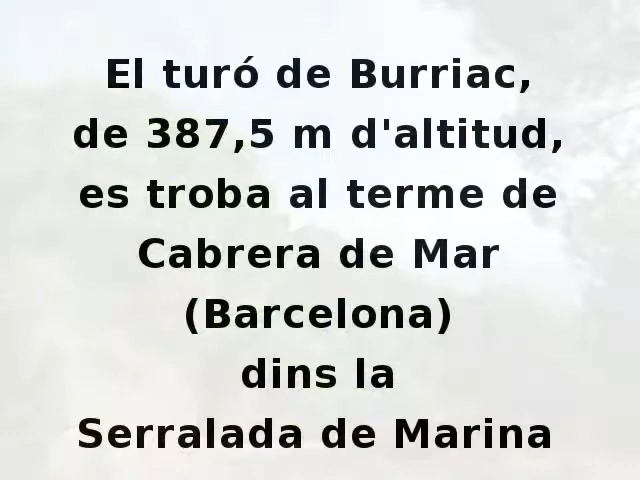 El turó de Burriac,
de 387,5 m d'altitud,
es troba al terme de
Cabrera de Mar
(Barcelona)
dins la
Serralada de Marina